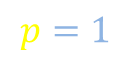 p = 1